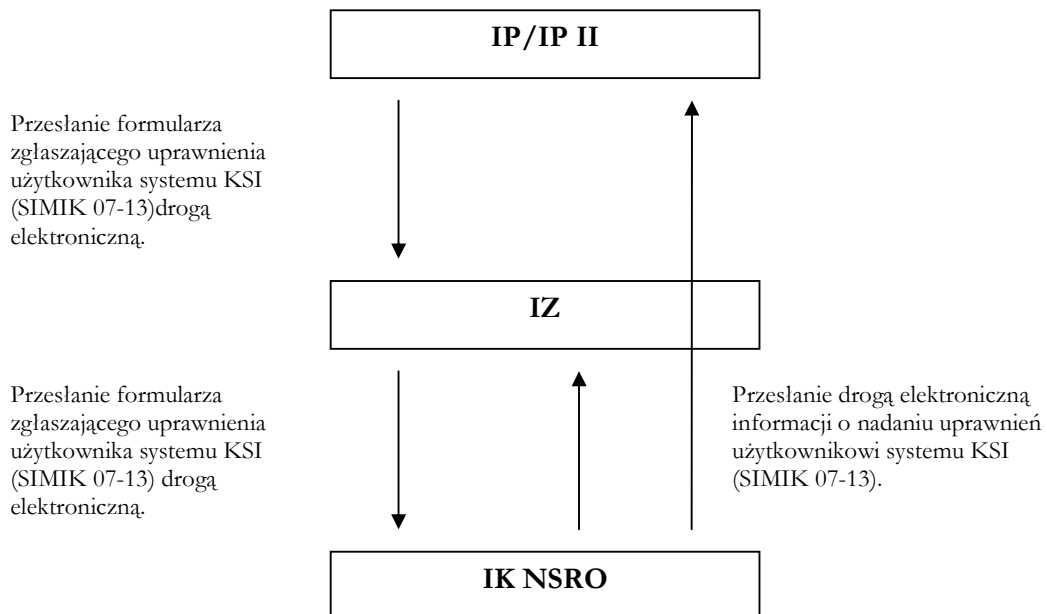 IP/IP II
Przesłanie formularza
zgłaszającego uprawnienia
użytkownika systemu KSI
(SIMIK 07-13)drogą
elektroniczną.
IZ
Przesłanie formularza
zgłaszającego uprawnienia
użytkownika systemu KSI
(SIMIK 07-13) drogą
elektroniczną.
Przesłanie drogą elektroniczną
informacji o nadaniu uprawnień
użytkownikowi systemu KSI
(SIMIK 07-13).
IK NSRO